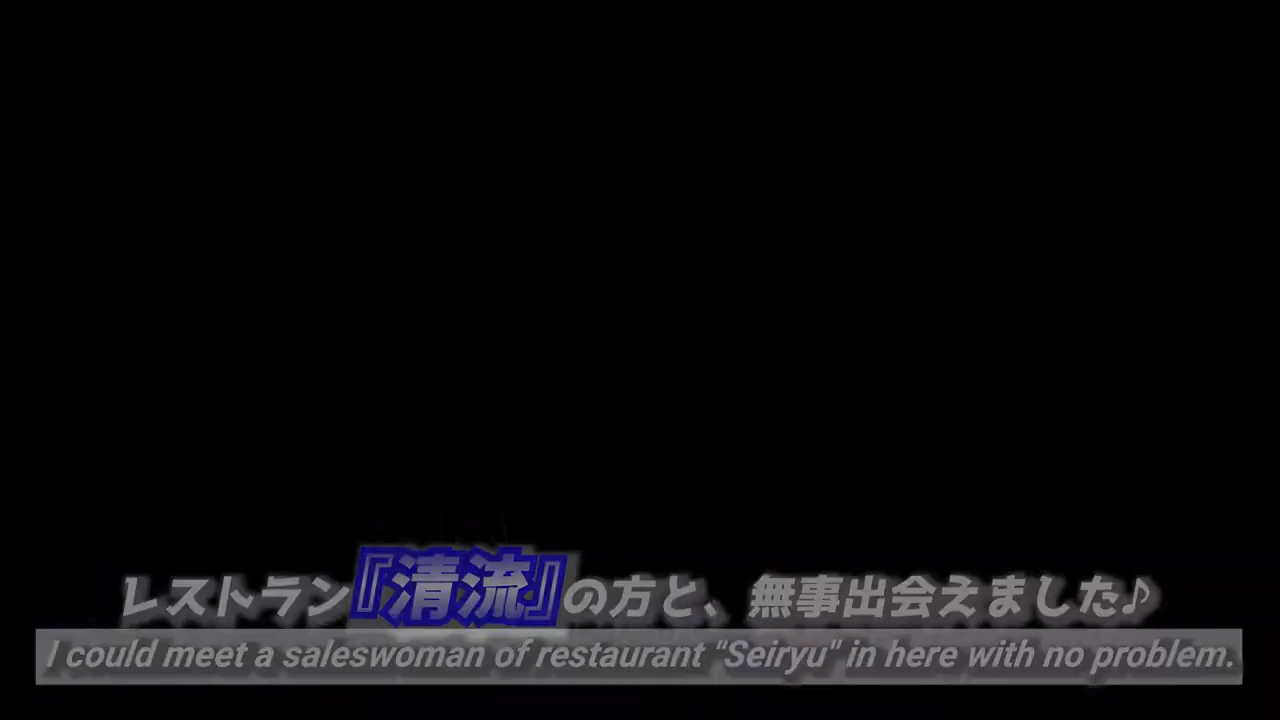 レストラン『清流』の方と、無事出会えました♪
I could meet a saleswoman of restaurant "Seiryu" in here with no problem.